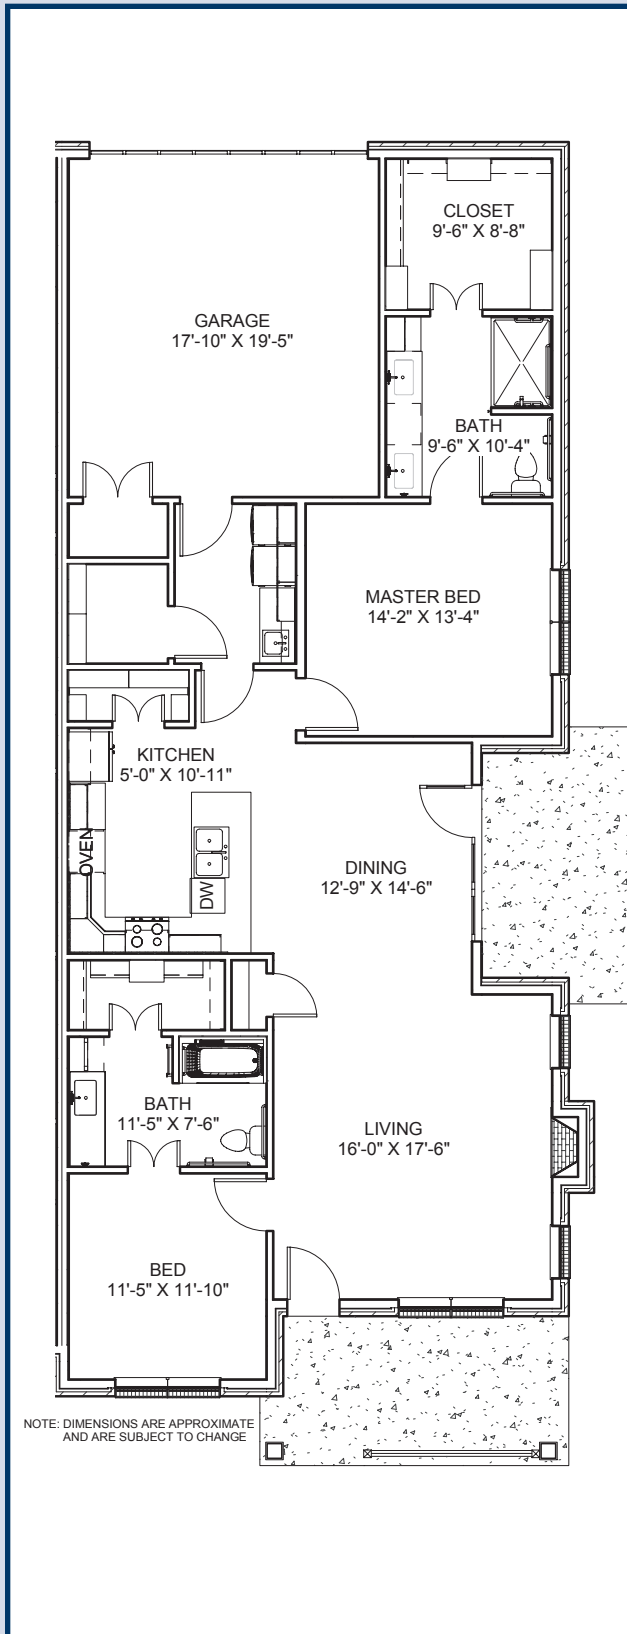 CLOSET
9'-6" X 8'-8"
GARAGE
17'-10" X 19'-5"
BATH
9'-6" X 10'-4"
MASTER BED
14'-2" X 13'-4"
KITCHEN
5'-0" X 10'-11"
OVEN
DINING
12'-9" X 14'-6"
DW
BATH
11'-5" X 7'-6"
LIVING
16'-0" X 17'-6"
BED
11'-5" X 11'-10"
NOTE: DIMENSIONS ARE APPROXIMATE
AND ARE SUBJECT TO CHANGE